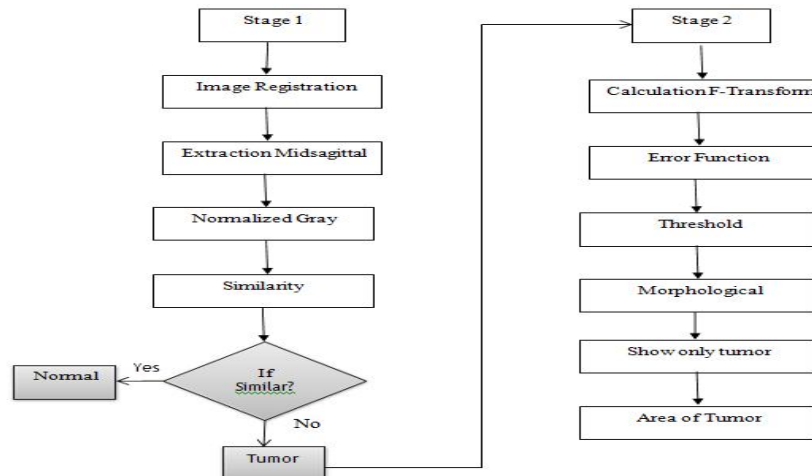 Stage 1
Image Registration
Extraction Midsagittal
Normalized Gray
Similarity
If
Similar?
Yes
Normal
No
Tumor
Stage 2
Calculation F-Transform
Error Function
Threshold
Morphological
Show only tumor
Area of Tumor